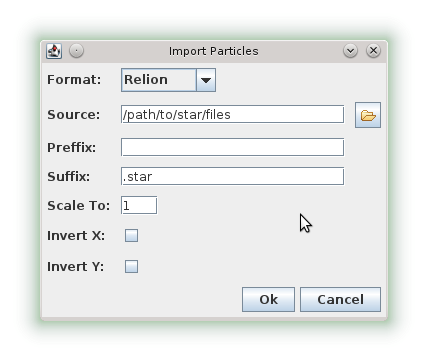 Import Particles
Format: Relion
Source: /path/to/star/files
Preffix:
Suffix: .star
Scale To: 1
Invert X:
Invert Y:
Ok Cancel